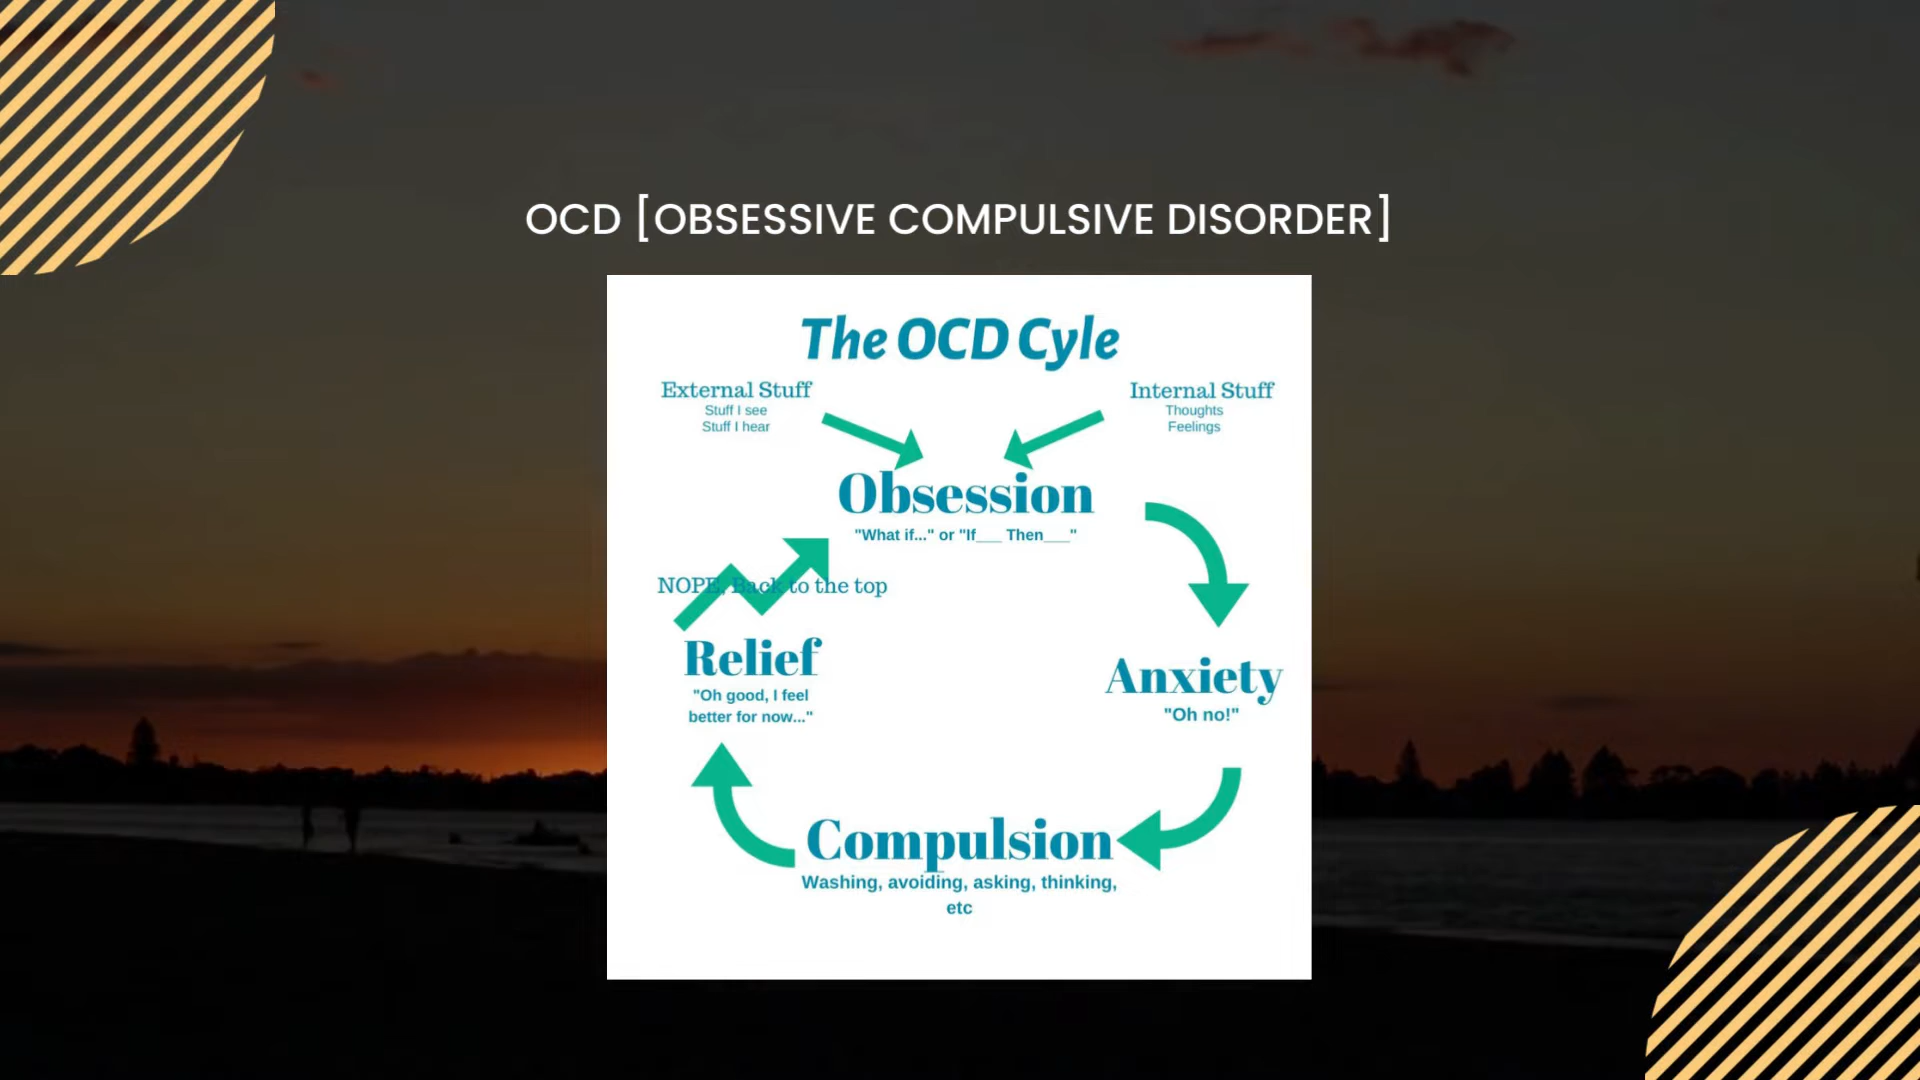 OCD [OBSESSIVE COMPULSIVE DISORDER]
The OCD Cyle
External Stuff
Stuff I see
Stuff I hear
Internal Stuff
Thoughts
Feelings
Obsession
"What if..." or "If___ Then___"
NOPE, Back to the top
Relief
"Oh good, I feel
better for now..."
Anxiety
"Oh no!"
Compulsion
Washing, avoiding, asking, thinking,
etc